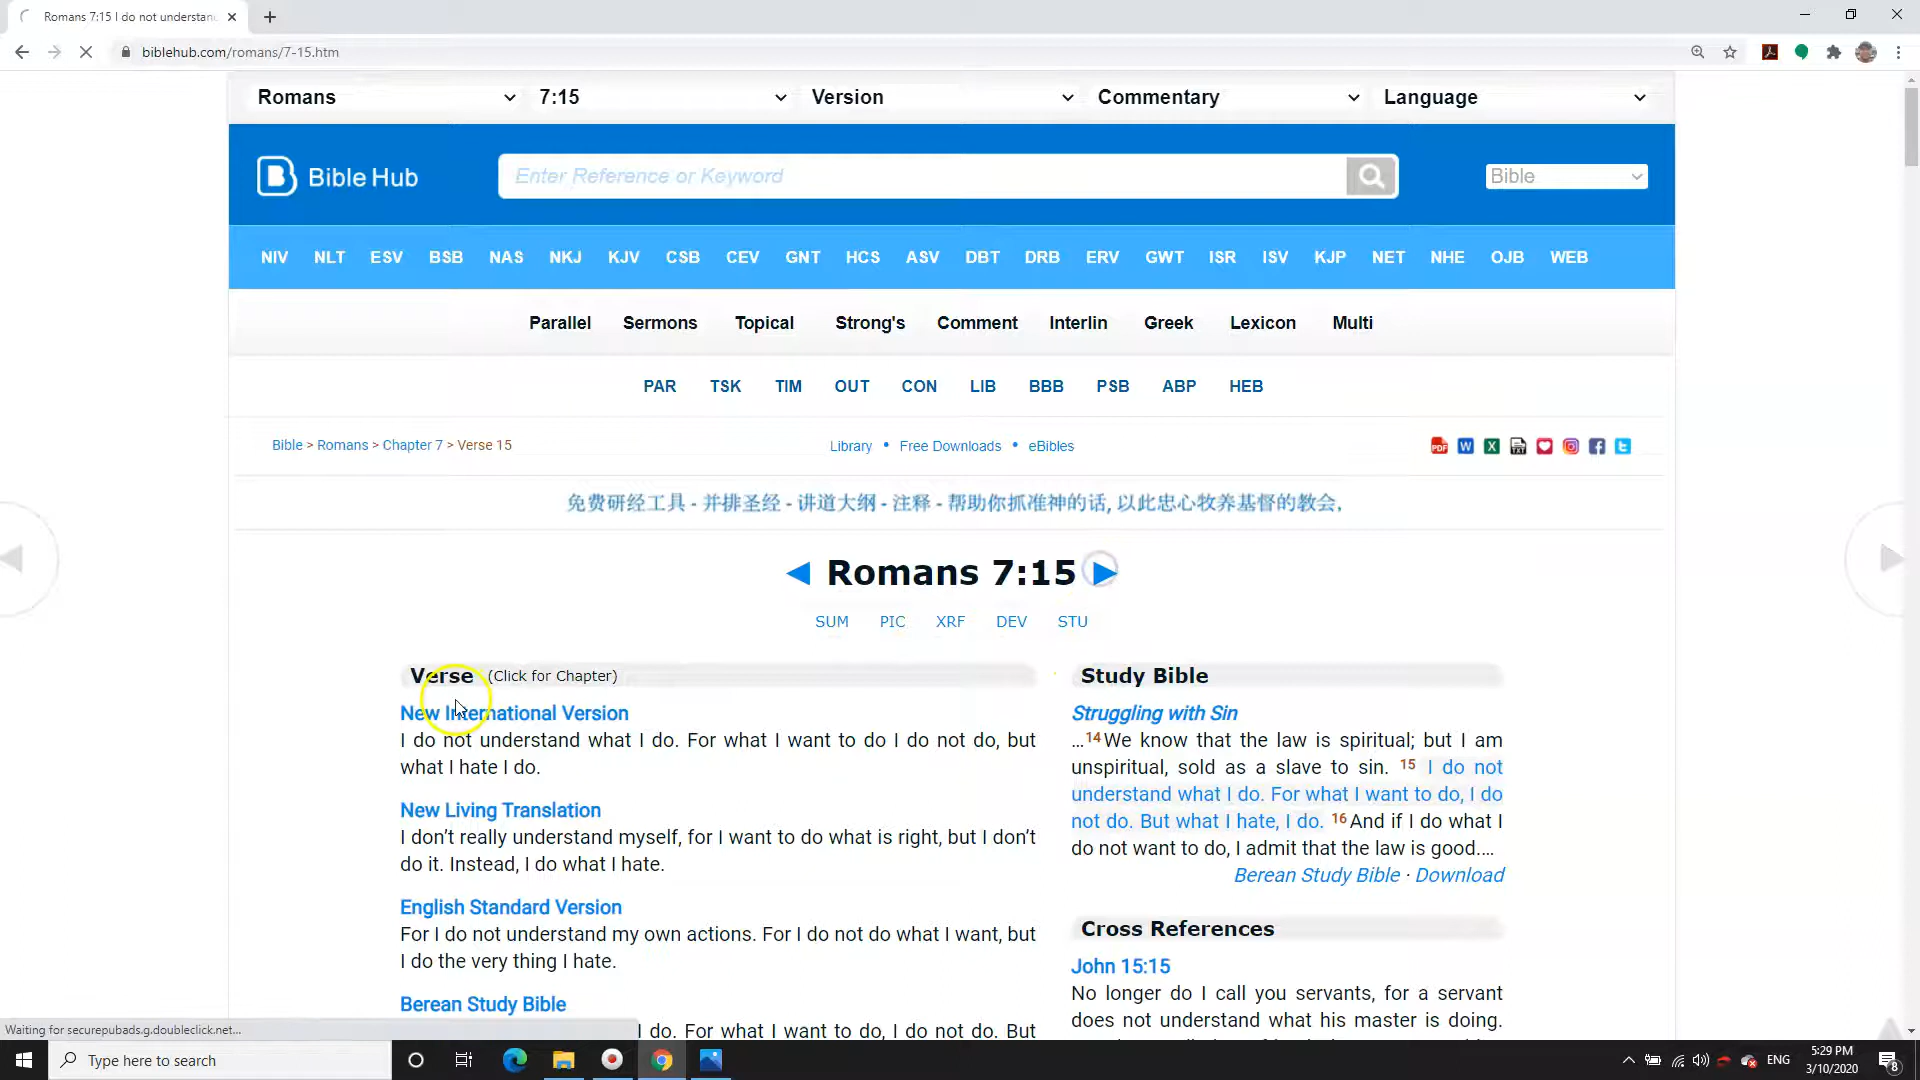 Romans 7:15 I do not understan
biblehub.com/romans/7-15.htm
Romans 7:15 Version Commentary Language
Bible Hub Enter Reference or Keyword Bible
NIV NLT ESV BSB NAS NKJ KJV CSB CEV GNT HCS ASV DBT DRB ERV GWT ISR ISV KJP NET NHE OJB WEB
Parallel Sermons Topical Strong's Comment Interlin Greek Lexicon Multi
PAR TSK TIM OUT CON LIB BBB PSB ABP HEB
Bible > Romans > Chapter 7 > Verse 15 Library • Free Downloads • eBibles
免费研经工具 - 并排圣经 - 讲道大纲 - 注释 - 帮助你抓准神的话, 以此忠心牧养基督的教会,
Romans 7:15
SUM PIC XRF DEV STU
Verse (Click for Chapter)
New International Version
I do not understand what I do. For what I want to do I do not do, but
what I hate I do.
New Living Translation
I don’t really understand myself, for I want to do what is right, but I don’t
do it. Instead, I do what I hate.
English Standard Version
For I do not understand my own actions. For I do not do what I want, but
I do the very thing I hate.
Berean Study Bible
I do. For what I want to do, I do not do. But
Study Bible
Struggling with Sin
...14 We know that the law is spiritual; but I am
unspiritual, sold as a slave to sin. 15 I do not
understand what I do. For what I want to do, I do
not do. But what I hate, I do. 16 And if I do what I
do not want to do, I admit that the law is good....
Berean Study Bible · Download
Cross References
John 15:15
No longer do I call you servants, for a servant
does not understand what his master is doing.
Waiting for securepubads.g.doubleclick.net...
Type here to search
ENG
5:29 PM
3/10/2020
8